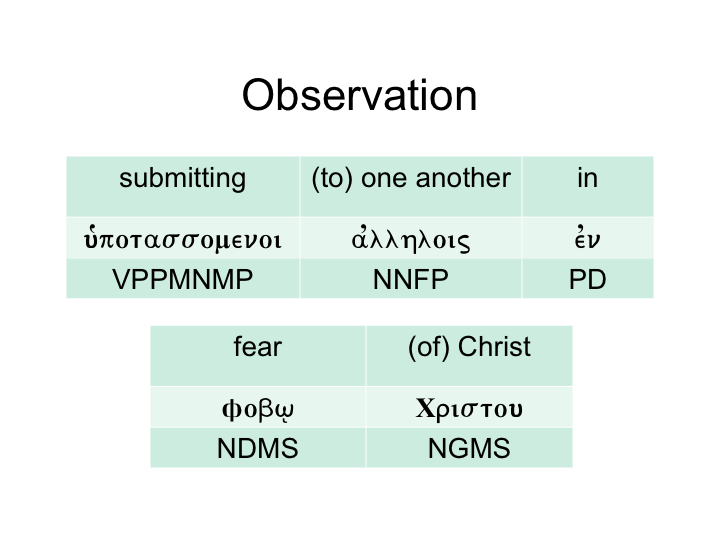 Observation
submitting (to) one another in
ὑποτασσομενοι ἀλληλοις ἐν
VPPMNMP NNFP PD
fear (of) Christ
φοβῳ Χριστου
NDMS NGMS